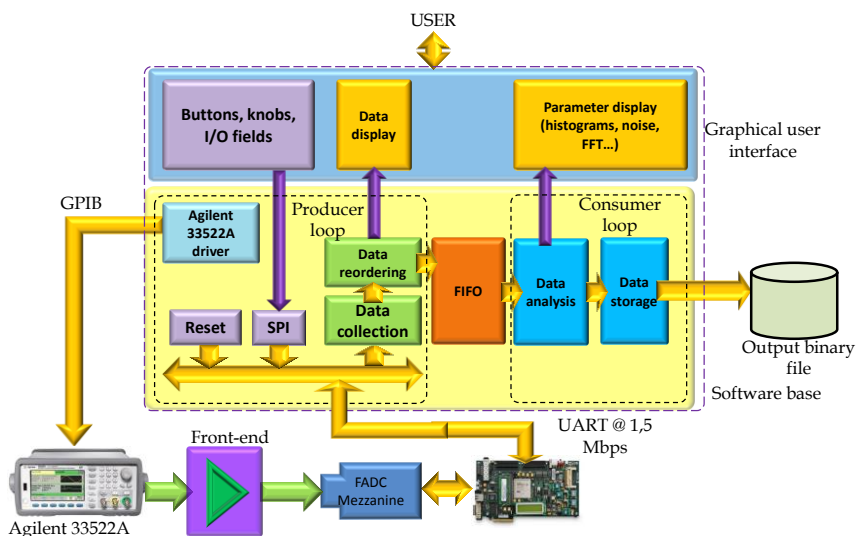 USER
Buttons, knobs,
I/O fields
Data
display
Parameter display
(histograms, noise,
FFT...)
Graphical user
interface
GPIB
Agilent
33522A
driver
Producer
loop
Consumer
loop
Data
reordering
FIFO
Data
analysis
Data
storage
Reset
SPI
Data
collection
Output binary
file
Software base
UART @ 1,5
Mbps
Front-end
FADC
Mezzanine
Agilent 33522A